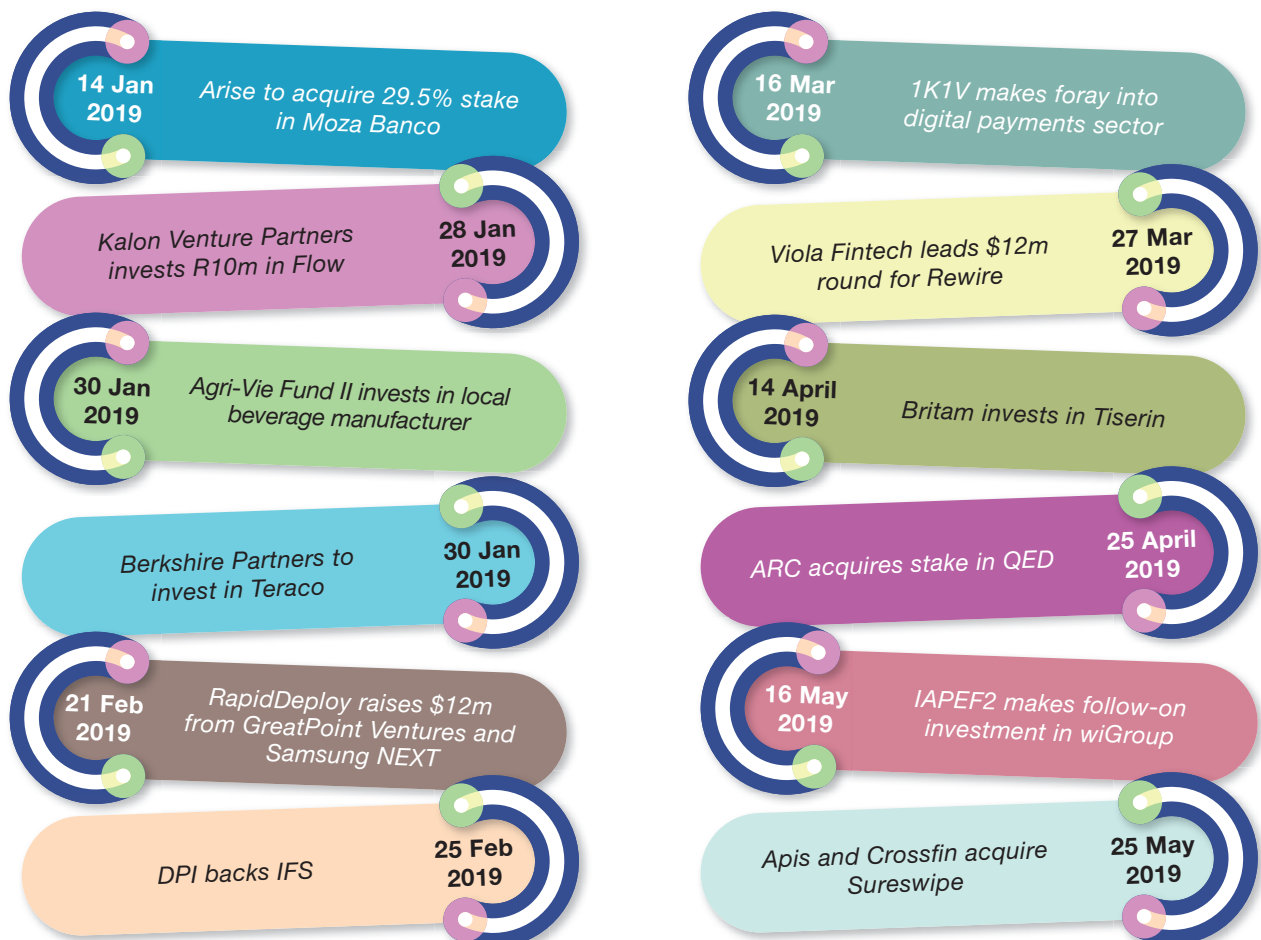 14 Jan
2019
Arise to acquire 29.5% stake
in Moza Banco
Kalon Venture Partners
invests R10m in Flow
28 Jan
2019
30 Jan
2019
Agri-Vie Fund II invests in local
beverage manufacturer
Berkshire Partners to
invest in Teraco
30 Jan
2019
21 Feb
2019
RapidDeploy raises $12m
from GreatPoint Ventures and
Samsung NEXT
DPI backs IFS
25 Feb
2019
16 Mar
2019
1K1V makes foray into
digital payments sector
Viola Fintech leads $12m
round for Rewire
27 Mar
2019
14 April
2019
Britam invests in Tiserin
ARC acquires stake in QED
25 April
2019
16 May
2019
IAPEF2 makes follow-on
investment in wiGroup
Apis and Crossfin acquire
Sureswipe
25 May
2019